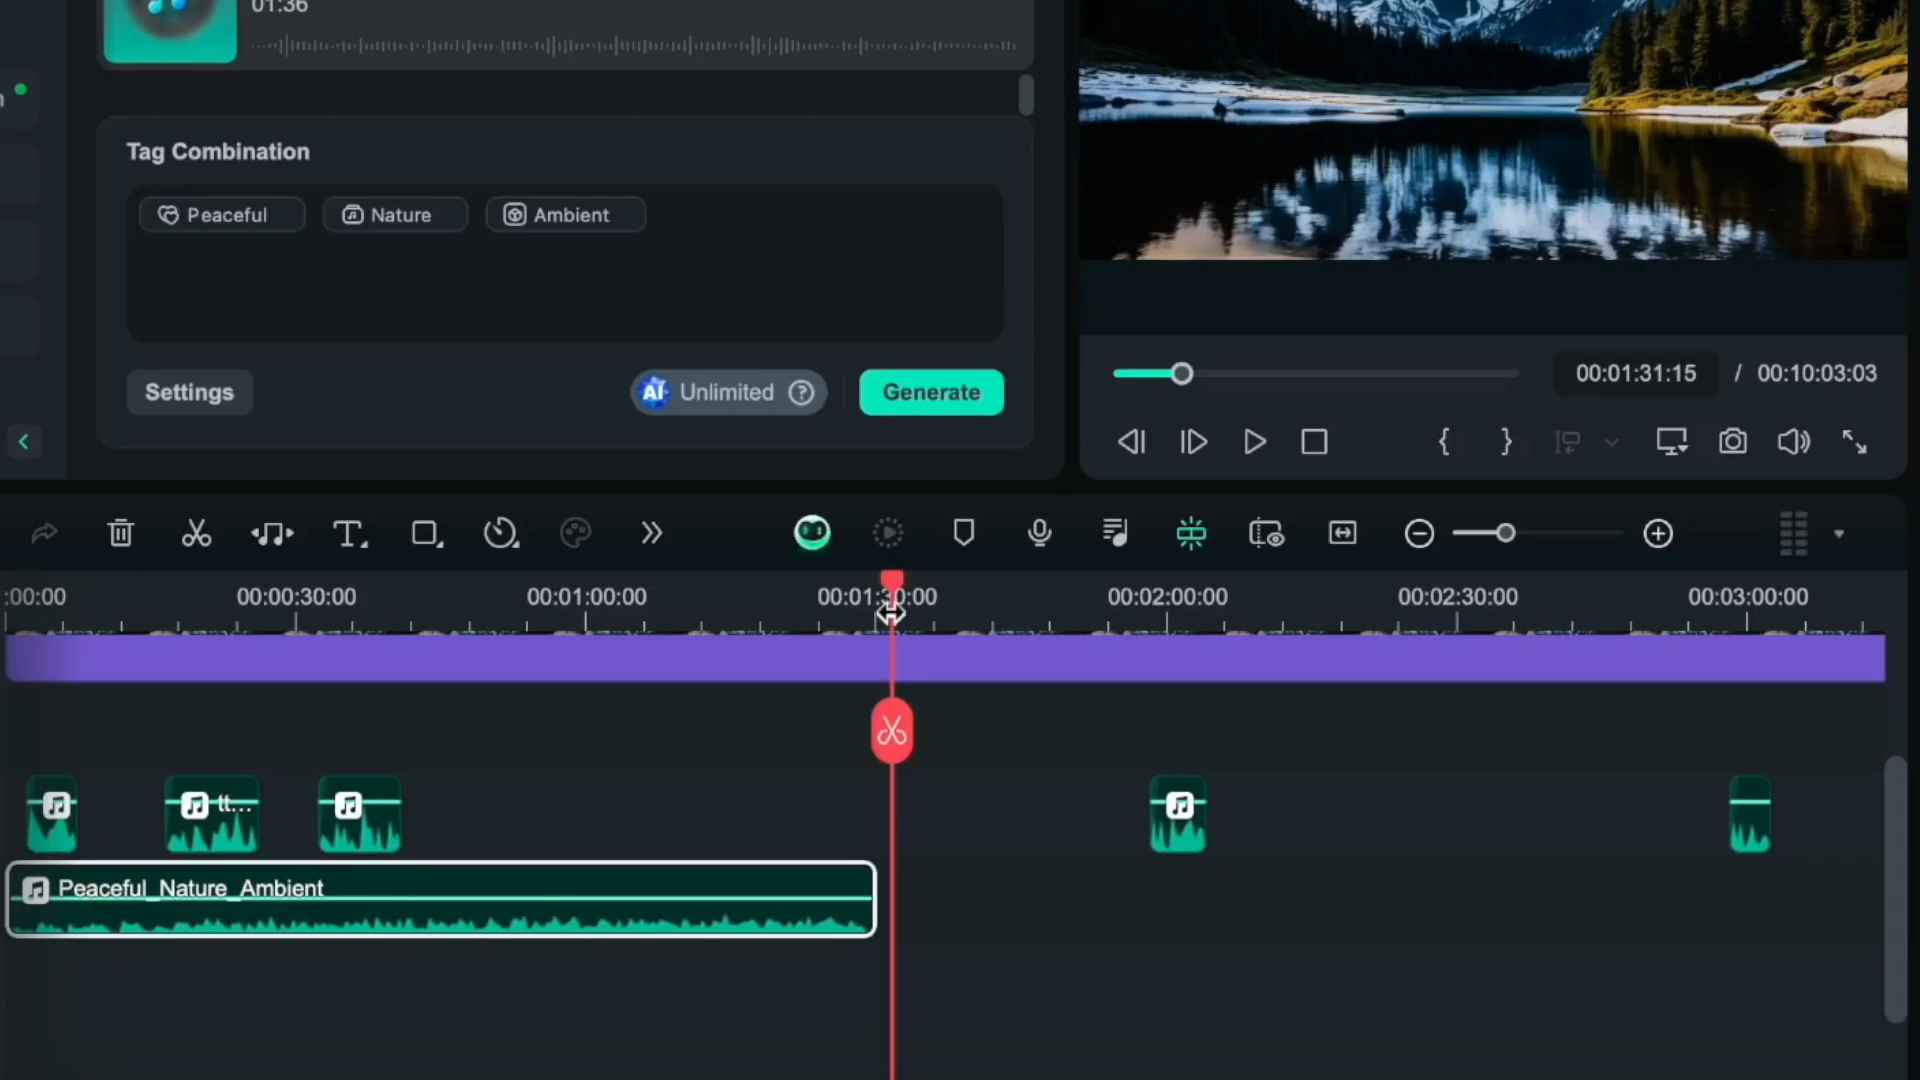 01:36
Tag Combination
Peaceful
Nature
Ambient
Settings
AI Unlimited ?
Generate
00:01:31:15 / 00:10:03:03
:00:00
00:00:30:00
00:01:00:00
00:01:30:00
00:02:00:00
00:02:30:00
00:03:00:00
tt...
Peaceful_Nature_Ambient